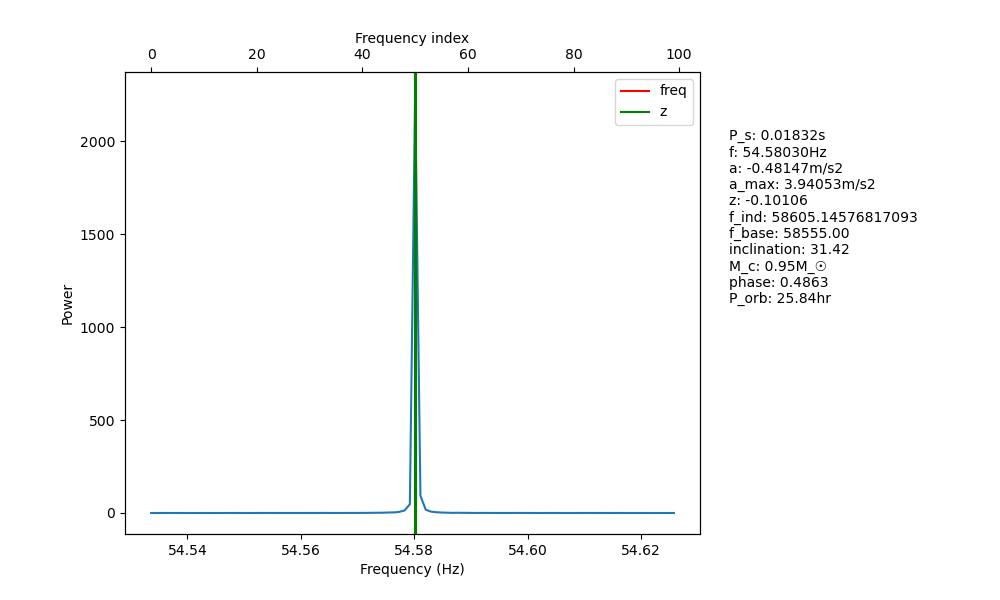 Frequency index
0 20 40 60 80 100
freq
z
2000
1500
1000
500
0
Power
54.54 54.56 54.58 54.60 54.62
Frequency (Hz)
P_s: 0.01832s
f: 54.58030Hz
a: -0.48147m/s2
a_max: 3.94053m/s2
z: -0.10106
f_ind: 58605.14576817093
f_base: 58555.00
inclination: 31.42
M_c: 0.95M_☉
phase: 0.4863
P_orb: 25.84hr